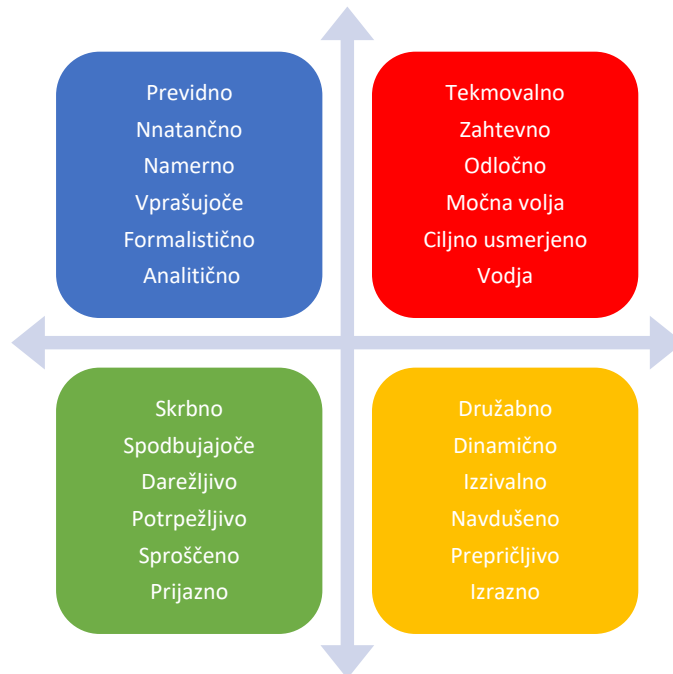 Previdno
Nnatančno
Namerno
Vprašujoče
Formalistično
Analitično
Tekmovalno
Zahtevno
Odločno
Močna volja
Ciljno usmerjeno
Vodja
Skrbno
Spodbujajoče
Darežljivo
Potrpežljivo
Sproščeno
Prijazno
Družabno
Dinamično
Izzivalno
Navdušeno
Prepričljivo
Izrazno